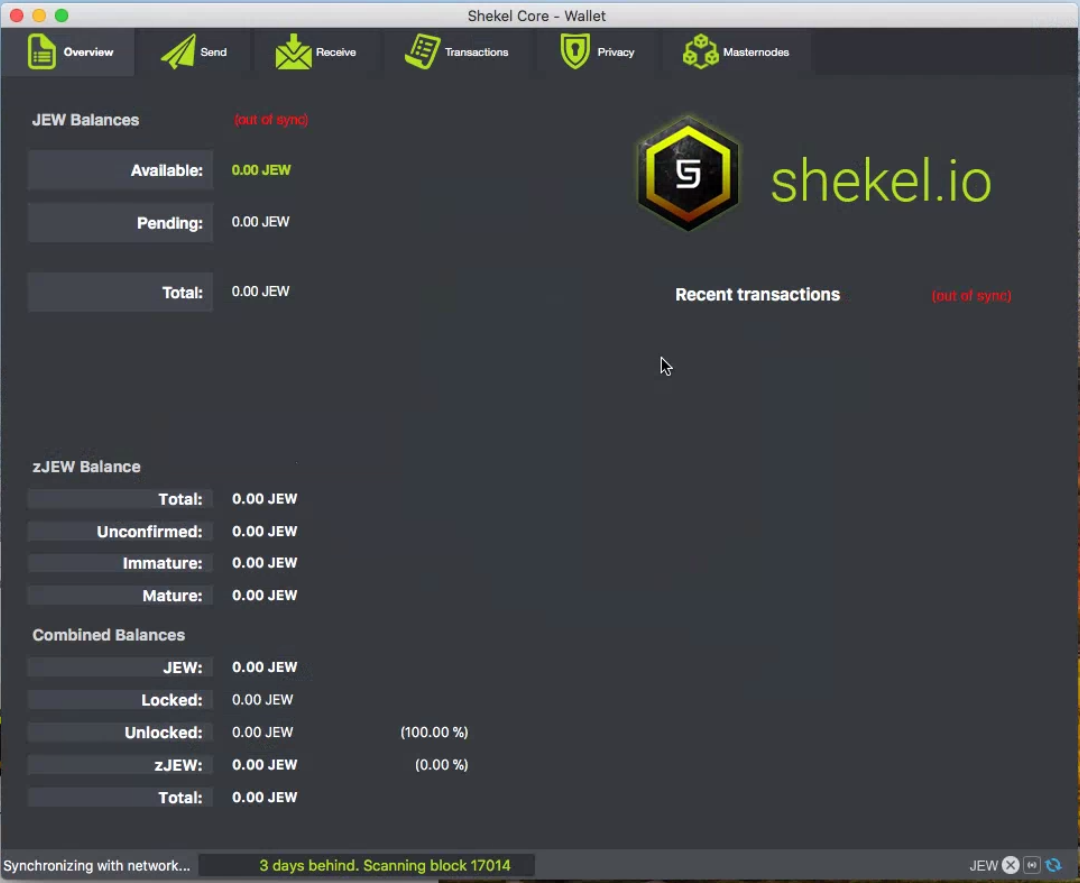 Shekel Core - Wallet
Overview Send Receive Transactions Privacy Masternodes
JEW Balances (out of sync)
Available: 0.00 JEW
Pending: 0.00 JEW
Total: 0.00 JEW
shekel.io
Recent transactions (out of sync)
zJEW Balance
Total: 0.00 JEW
Unconfirmed: 0.00 JEW
Immature: 0.00 JEW
Mature: 0.00 JEW
Combined Balances
JEW: 0.00 JEW
Locked: 0.00 JEW
Unlocked: 0.00 JEW (100.00 %)
zJEW: 0.00 JEW (0.00 %)
Total: 0.00 JEW
Synchronizing with network... 3 days behind. Scanning block 17014 JEW